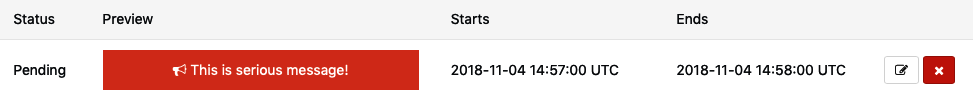 Status Preview Starts Ends
Pending This is serious message! 2018-11-04 14:57:00 UTC 2018-11-04 14:58:00 UTC